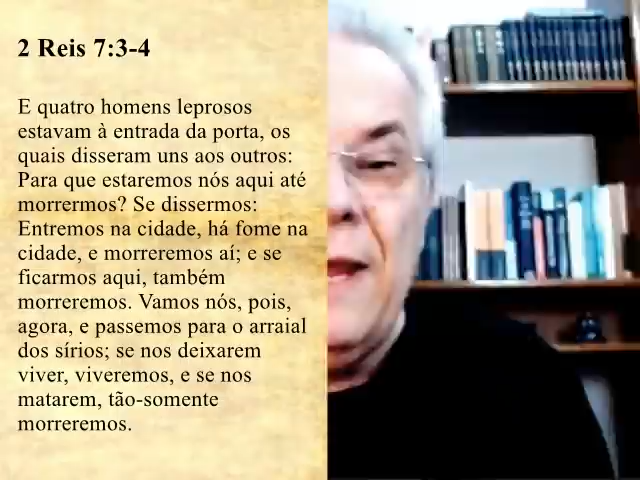 2 Reis 7:3-4
E quatro homens leprosos
estavam à entrada da porta, os
quais disseram uns aos outros:
Para que estaremos nós aqui até
morrermos? Se dissermos:
Entremos na cidade, há fome na
cidade, e morreremos aí; e se
ficarmos aqui, também
morreremos. Vamos nós, pois,
agora, e passemos para o arraial
dos sírios; se nos deixarem
viver, viveremos, e se nos
matarem, tão-somente
morreremos.